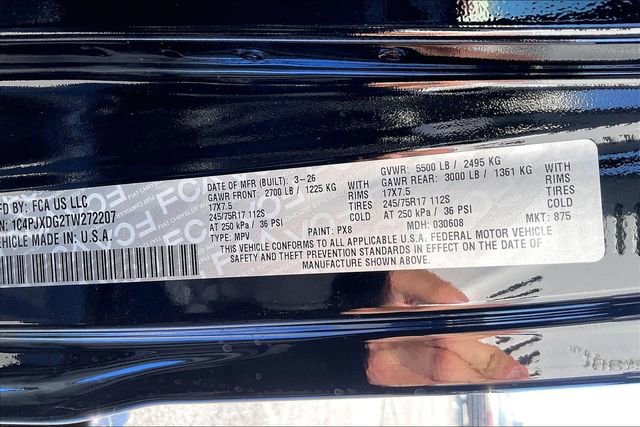 MFD BY: FCA US LLC
N: 1C4PJXDG2TW272207
VEHICLE MADE IN: U.S.A.
DATE OF MFR (BUILT): 3-26
GAWR FRONT: 2700 LB / 1225 KG WITH
17X7.5 RIMS
245/75R17 112S
AT 250 kPa / 36 PSI COLD
TYPE: MPV PAINT: PX8
GVWR: 5500 LB / 2495 KG
GAWR REAR: 3000 LB / 1361 KG WITH
17X7.5 RIMS
245/75R17 112S
AT 250 kPa / 36 PSI COLD
MDH: 030608 MKT: 875
THIS VEHICLE CONFORMS TO ALL APPLICABLE U.S.A. FEDERAL MOTOR VEHICLE
SAFETY AND THEFT PREVENTION STANDARDS IN EFFECT ON THE DATE OF
MANUFACTURE SHOWN ABOVE.